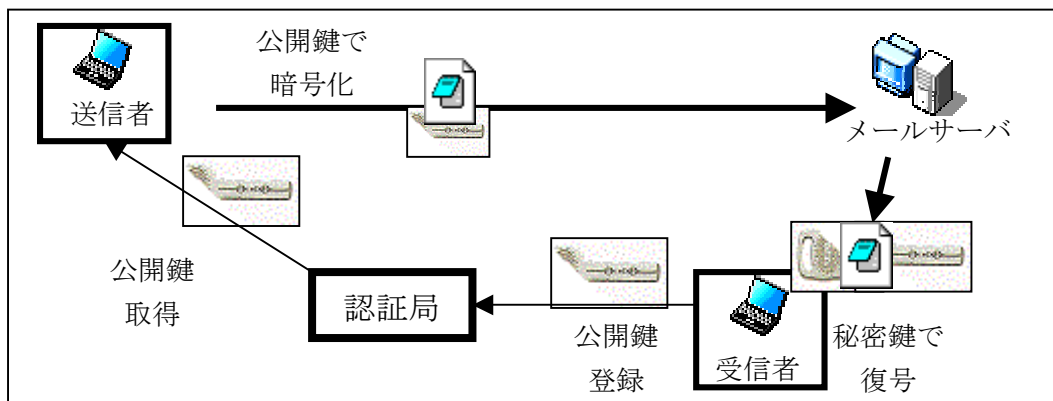 公開鍵で
暗号化
送信者
メールサーバ
公開鍵
取得
認証局
公開鍵
登録
受信者
秘密鍵で
復号